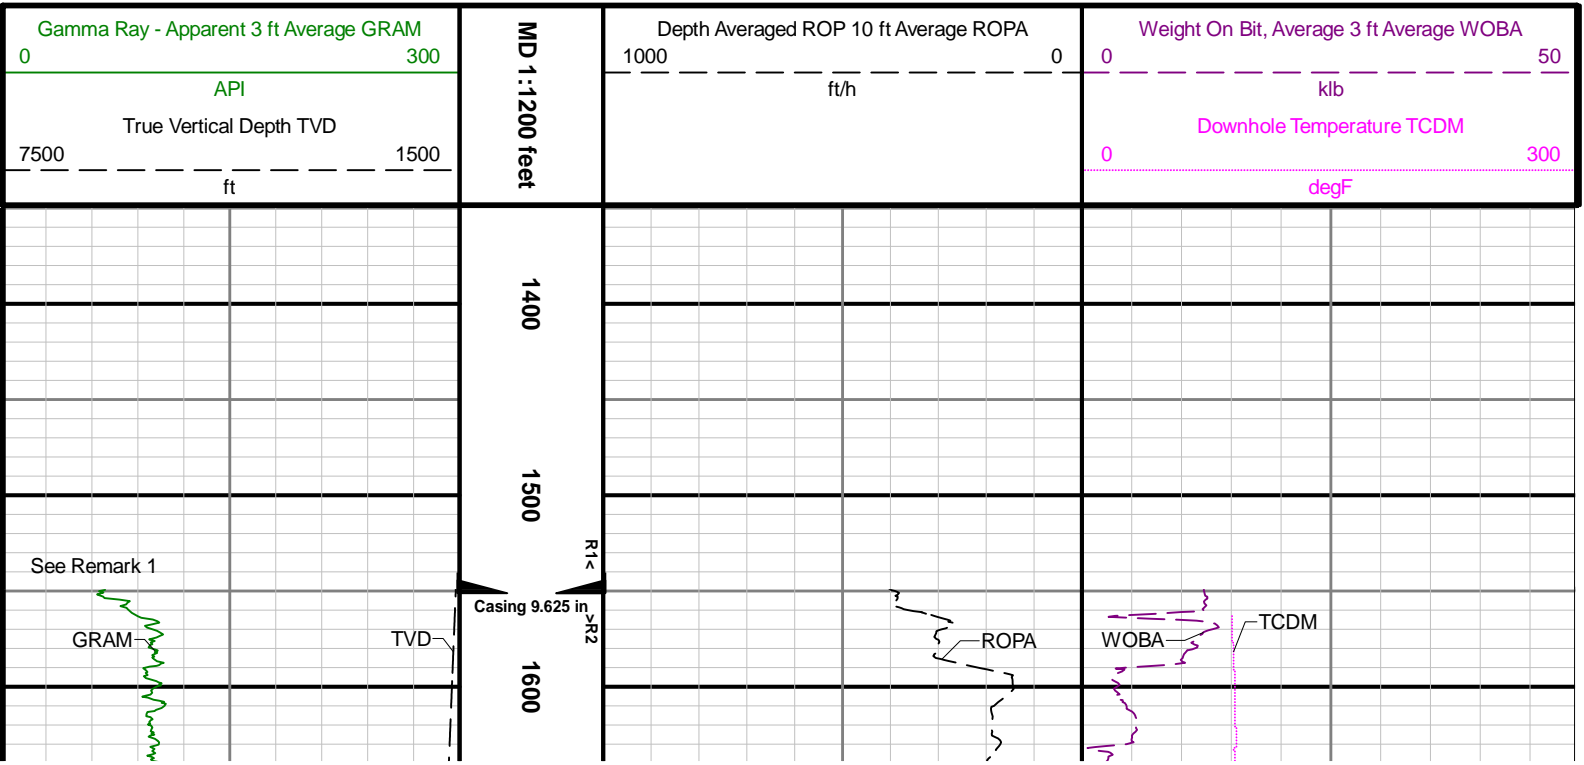 Gamma Ray - Apparent 3 ft Average GRAM
0 300
API
True Vertical Depth TVD
7500 1500
ft
MD 1:1200 feet
Depth Averaged ROP 10 ft Average ROPA
1000 0
ft/h
Weight On Bit, Average 3 ft Average WOBA
0 50
klb
Downhole Temperature TCDM
0 300
degF
1400
1500
R1<
See Remark 1
Casing 9.625 in
>R2
GRAM
TVD
ROPA
WOBA
TCDM
1600